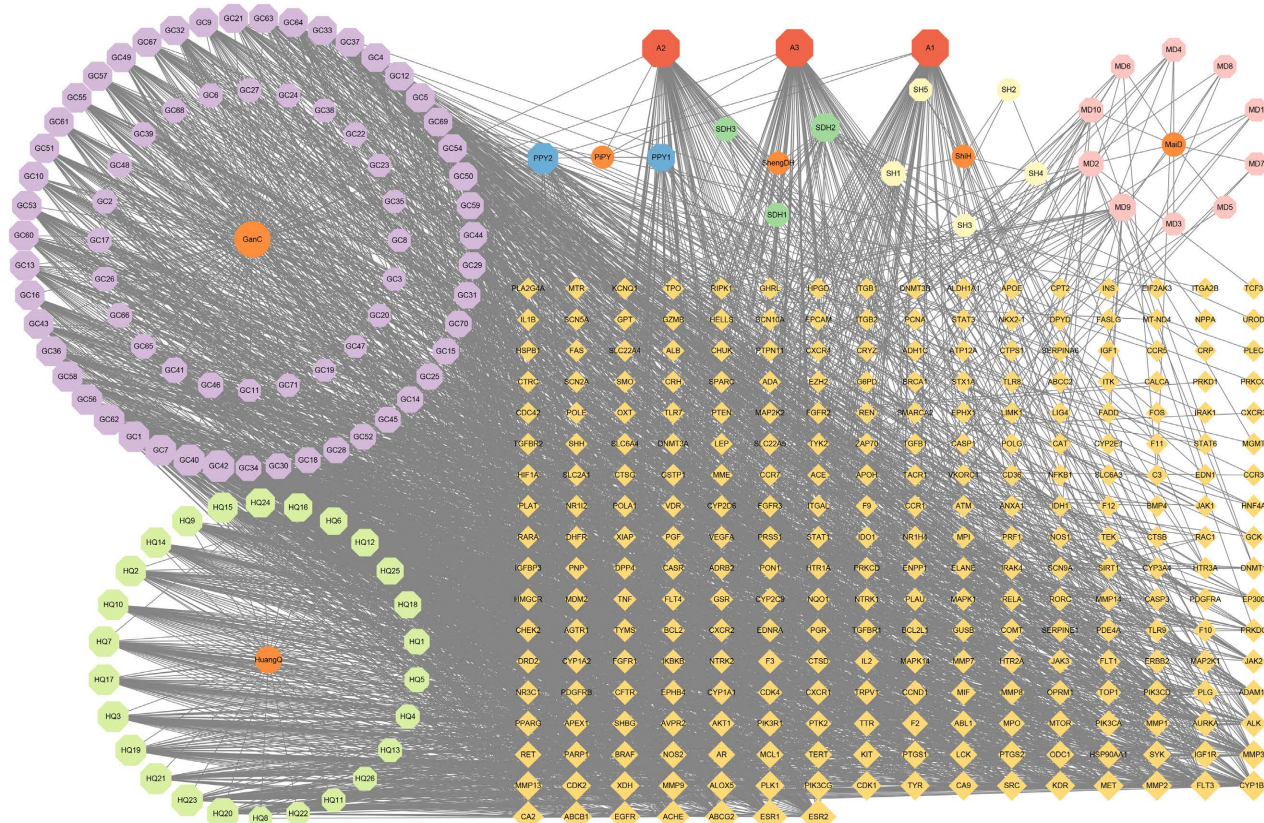 GC9 GC21 GC63 GC64 GC33 GC37 GC4 GC12 GC5 GC69 GC54 GC50 GC59 GC44 GC29 GC31 GC70 GC15 GC25 GC14 GC45 GC52 GC28 GC18 GC30 GC34 GC42 GC40 GC7 GC1 GC62 GC56 GC58 GC36 GC43 GC16 GC13 GC60 GC53 GC10 GC51 GC61 GC55 GC57 GC49 GC67 GC32
GC6 GC27 GC24 GC38 GC22 GC23 GC35 GC8 GC3 GC20 GC47 GC19 GC71 GC11 GC46 GC41 GC65 GC66 GC26 GC17 GC2 GC48 GC39 GC68
GanC
A2 A3 A1
SH5 SH2
SDH3 SDH2
PPY2 PiPY PPY1 ShengDH ShiH
SH1 SH4
SDH1 SH3
MD6 MD4 MD8
MD10 MD1
MaiD
MD2 MD7
MD9 MD3 MD5
PLA2G4A MTR KCNQ1 TPO RIPK1 GHRL HPGD ITGB1 DNMT3B ALDH1A1 APOE CPT2 INS EIF2AK3 ITGA2B TCF3
IL1B SCN5A GPT GZMB HELLS SCN10A EPCAM ITGB2 PCNA STAT3 NKX2-1 DPYD FASLG MT-ND4 NPPA UROD
HSPB1 FAS SLC22A4 ALB CHUK PTPN11 CXCR4 CRYZ ADH1C ATP12A CTPS1 SERPINA6 IGF1 CCR5 CRP PLEC
CTRC SCN2A SMO CRH SPARC ADA EZH2 G6PD BRCA1 STX1A TLR8 ABCC2 ITK CALCA PRKD1 PRKCG
CDC42 POLE OXT TLR7 PTEN MAP2K2 FGFR2 REN SMARCA2 EPHX1 LIMK1 LIG4 FADD FOS IRAK1
TGFBR2 SHH SLC6A4 DNMT3A LEP SLC22A5 TYK2 ZAP70 TGFB1 CASP1 POLG CAT CYP2E1 F11 STAT6 MGMT
HIF1A SLC2A1 CTSG GSTP1 MME CCR7 ACE APOH TACR1 VKORC1 CD36 NFKB1 SLC6A3 C3 EDN1 CCR3
PLAT NR1I2 POLA1 VDR CYP2D6 FGFR3 ITGAL F9 CCR1 ATM ANXA1 IDH1 F12 BMP4 JAK1 HNF4A
RARA DHFR XIAP PGF VEGFA PRSS1 STAT1 IDO1 NR1H4 MPI PRF1 NOS1 TEK CTSB RAC1 GCK
IGFBP3 PNP DPP4 CASR ADRB2 PON1 HTR1A PRKCD ENPP1 ELANE IRAK4 SCN9A SIRT1 CYP3A4 HTR3A DNMT1
HMGCR MDM2 TNF FLT4 GSR CYP2C9 NQO1 NTRK1 PLAU MAPK1 RELA RORC MMP14 CASP3 PDGFRA EP300
CHEK2 AGTR1 TYMS BCL2 CXCR2 EDNRA PGR TGFBR1 BCL2L1 GUSB COMT SERPINE1 PDE4A TLR9 F10 PRKDC
DRD2 CYP1A2 FGFR1 IKBKB NTRK2 F3 CTSD IL2 MAPK14 MMP7 HTR2A JAK3 FLT1 ERBB2 MAP2K1 JAK2
NR3C1 PDGFRB CFTR EPHB4 CYP1A1 CDK4 CXCR1 TRPV1 CCND1 MIF MMP8 OPRM1 TOP1 PIK3CD PLG ADAM1
PPARG APEX1 SHBG AVPR2 AKT1 PIK3R1 PTK2 TTR F2 ABL1 MPO MTOR PIK3CA MMP1 AURKA ALK
RET PARP1 BRAF NOS2 AR MCL1 TERT KIT PTGS1 LCK PTGS2 ODC1 HSP90AA1 SYK IGF1R MMP3
MMP13 CDK2 XDH MMP9 ALOX5 PLK1 PIK3CG CDK1 TYR CA9 SRC KDR MET MMP2 FLT3 CYP1B
CA2 ABCB1 EGFR ACHE ABCG2 ESR1 ESR2
HQ15 HQ24 HQ16 HQ6 HQ12 HQ25 HQ18 HQ1 HQ5 HQ4 HQ13 HQ26 HQ11 HQ22 HQ8 HQ20 HQ23 HQ21 HQ19 HQ3 HQ17 HQ7 HQ10 HQ2 HQ14 HQ9
HuangQ